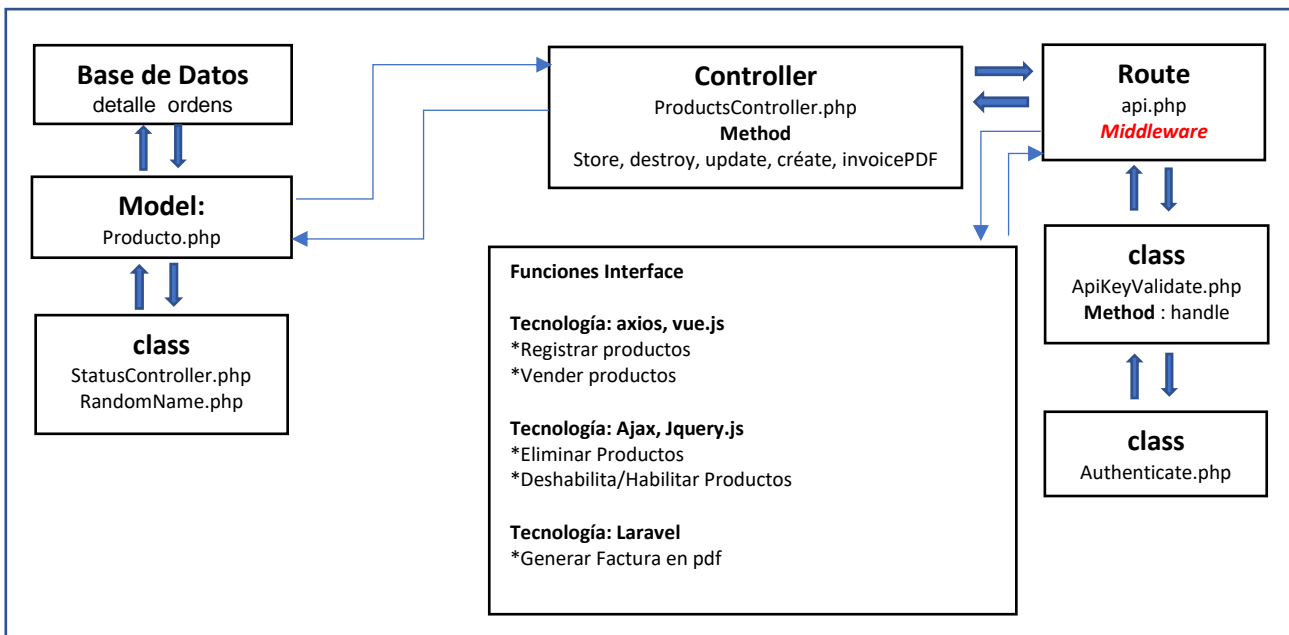 Base de Datos
detalle ordens
Model:
Producto.php
class
StatusController.php
RandomName.php
Controller
ProductsController.php
Method
Store, destroy, update, créate, invoicePDF
Funciones Interface
Tecnología: axios, vue.js
*Registrar productos
*Vender productos
Tecnología: Ajax, Jquery.js
*Eliminar Productos
*Deshabilita/Habilitar Productos
Tecnología: Laravel
*Generar Factura en pdf
Route
api.php
Middleware
class
ApiKeyValidate.php
Method : handle
class
Authenticate.php